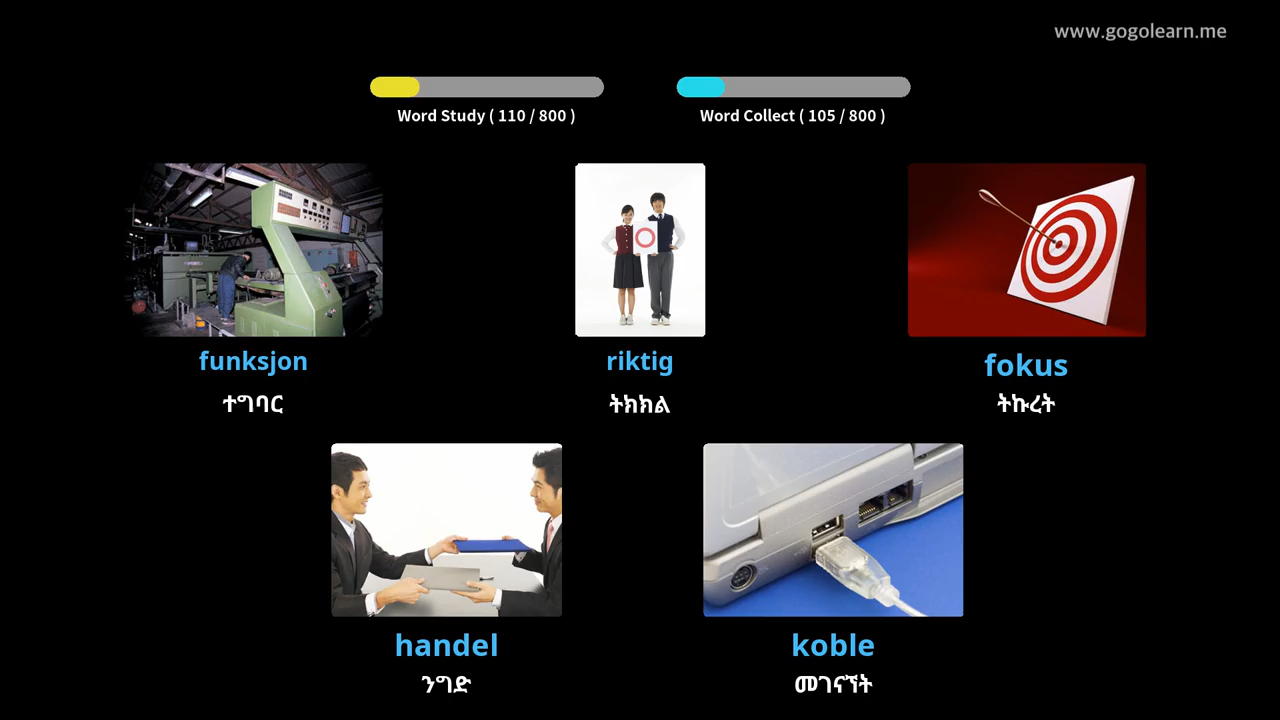 www.gogolearn.me
Word Study ( 110 / 800 )
Word Collect ( 105 / 800 )
funksjon
ተግባር
riktig
ትክክል
fokus
ትኩረት
handel
ንግድ
koble
መገናኘት